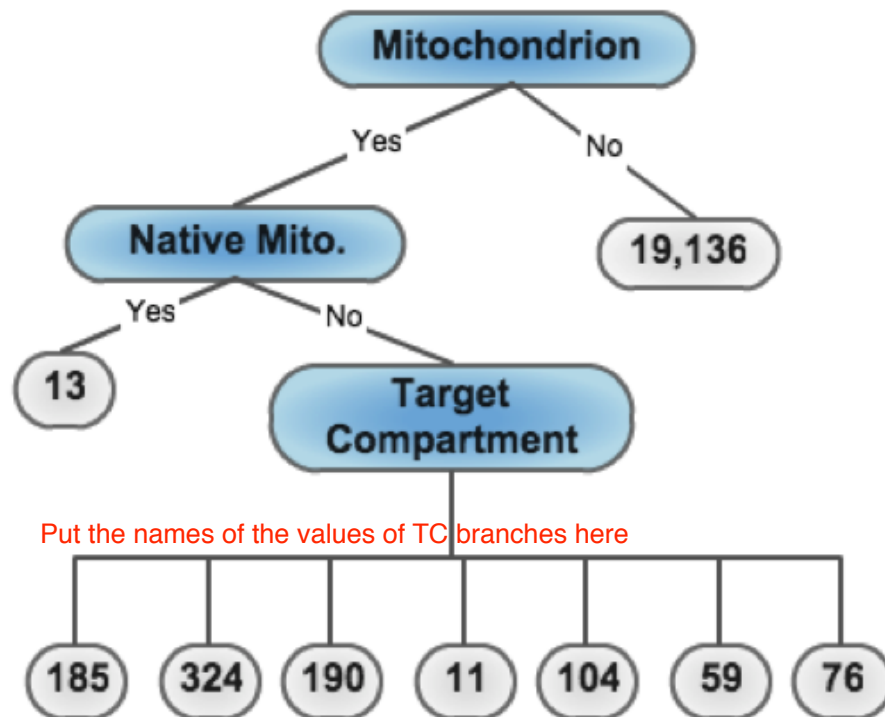 Mitochondrion
Yes
No
Native Mito.
19,136
Yes
No
13
Target
Compartment
Put the names of the values of TC branches here
185
324
190
11
104
59
76